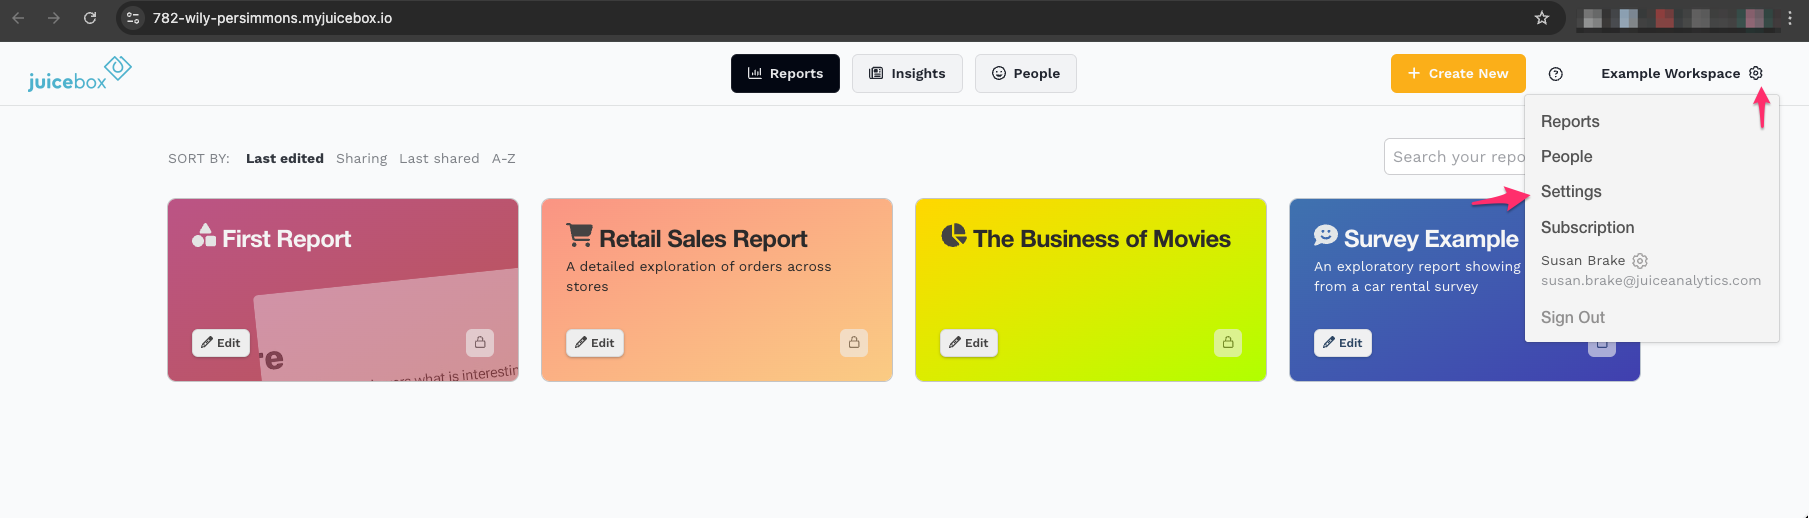 782-wily-persimmons.myjuicebox.io
juicebox
Reports
Insights
People
+ Create New
Example Workspace
Reports
People
Settings
Subscription
Susan Brake
susan.brake@juiceanalytics.com
Sign Out
SORT BY: Last edited Sharing Last shared A-Z
Search your repo
First Report
Edit
re
what is interestin
Retail Sales Report
A detailed exploration of orders across
stores
Edit
The Business of Movies
Edit
Survey Example
An exploratory report showing
from a car rental survey
Edit